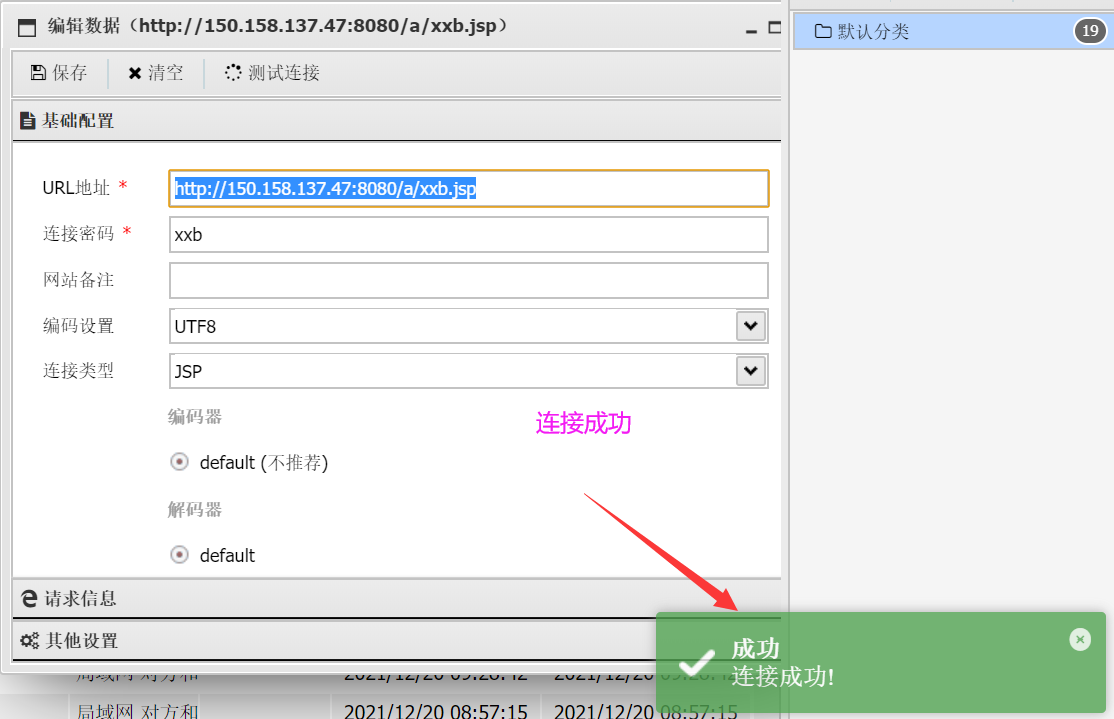 编辑数据（http://150.158.137.47:8080/a/xxb.jsp）
默认分类 19
保存 清空 测试连接
基础配置
URL地址 * http://150.158.137.47:8080/a/xxb.jsp
连接密码 * xxb
网站备注
编码设置 UTF8
连接类型 JSP
编码器
连接成功
default (不推荐)
解码器
default
请求信息
其他设置
成功
连接成功!
局域网 对方和 2021/12/20 09:28:42 2021/12/20 09:28:42
局域网 对方和 2021/12/20 08:57:15 2021/12/20 08:57:15